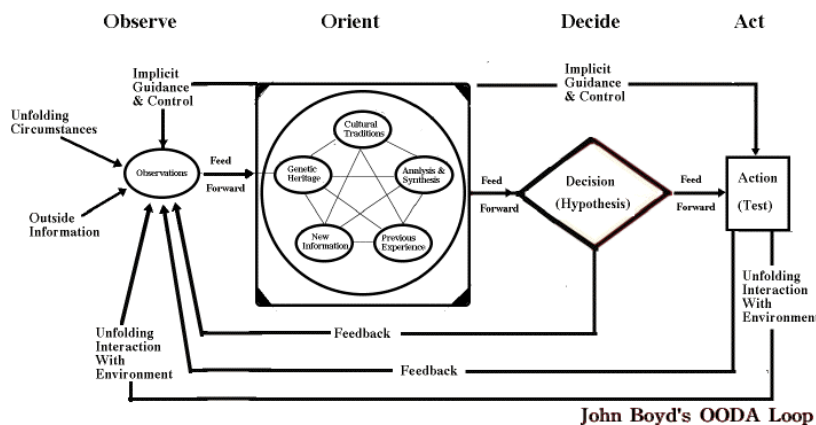 Observe
Orient
Decide
Act
Implicit
Guidance
& Control
Implicit
Guidance
& Control
Unfolding
Circumstances
Observations
Outside
Information
Feed
Forward
Cultural
Traditions
Genetic
Heritage
Analysis &
Synthesis
New
Information
Previous
Experience
Feed
Forward
Decision
(Hypothesis)
Feed
Forward
Action
(Test)
Unfolding
Interaction
With
Environment
Feedback
Unfolding
Interaction
With
Environment
Feedback
John Boyd's OODA Loop